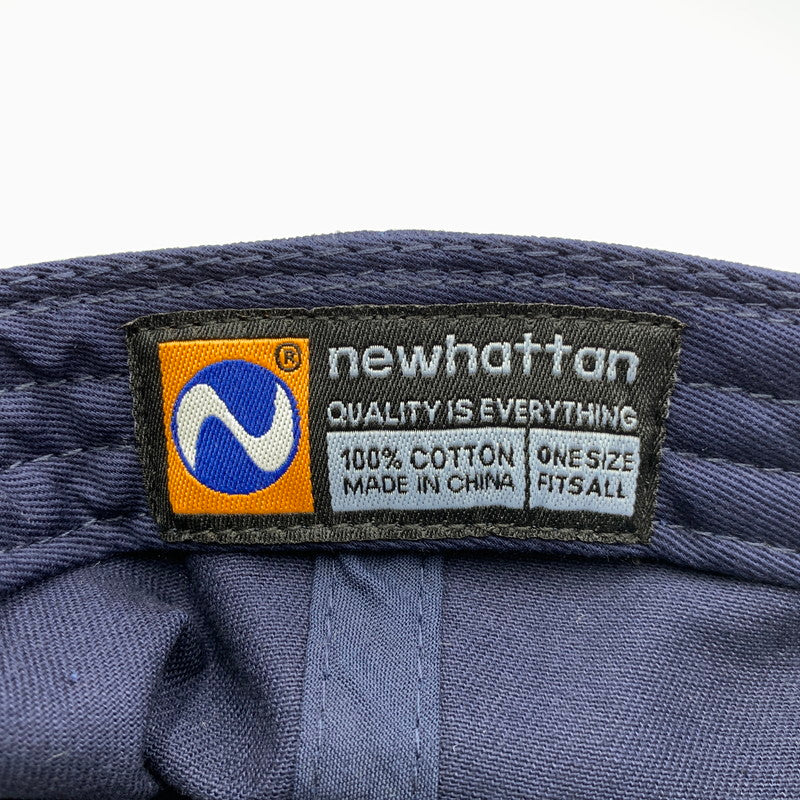 ®
newhattan
QUALITY IS EVERYTHING
100% COTTON
MADE IN CHINA
ONE SIZE
FITS ALL